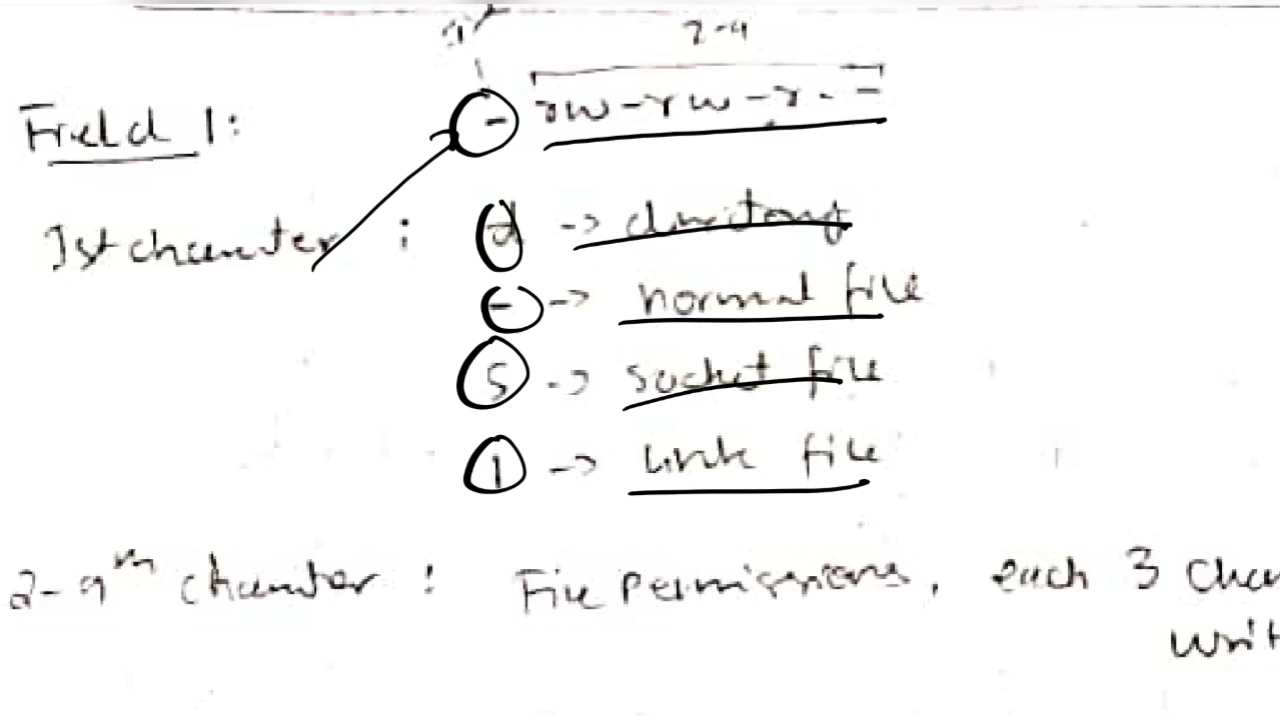 1st 2-9
Field 1: - rw-rw-r--
1st character : d -> directory
- -> normal file
s -> socket file
l -> link file
2-9th character : File permissions, each 3 char
writ